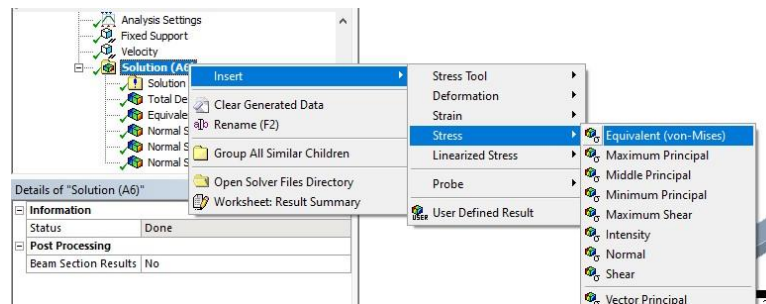 Analysis Settings
Fixed Support
Velocity
Solution (A6
Solution
Total De
Equivale
Normal S
Normal S
Normal S
Insert
Clear Generated Data
Rename (F2)
Group All Similar Children
Open Solver Files Directory
Worksheet: Result Summary
Stress Tool
Deformation
Strain
Stress
Linearized Stress
Probe
User Defined Result
Equivalent (von-Mises)
Maximum Principal
Middle Principal
Minimum Principal
Maximum Shear
Intensity
Normal
Shear
Vector Principal
Details of "Solution (A6)"
Information
Status Done
Post Processing
Beam Section Results No